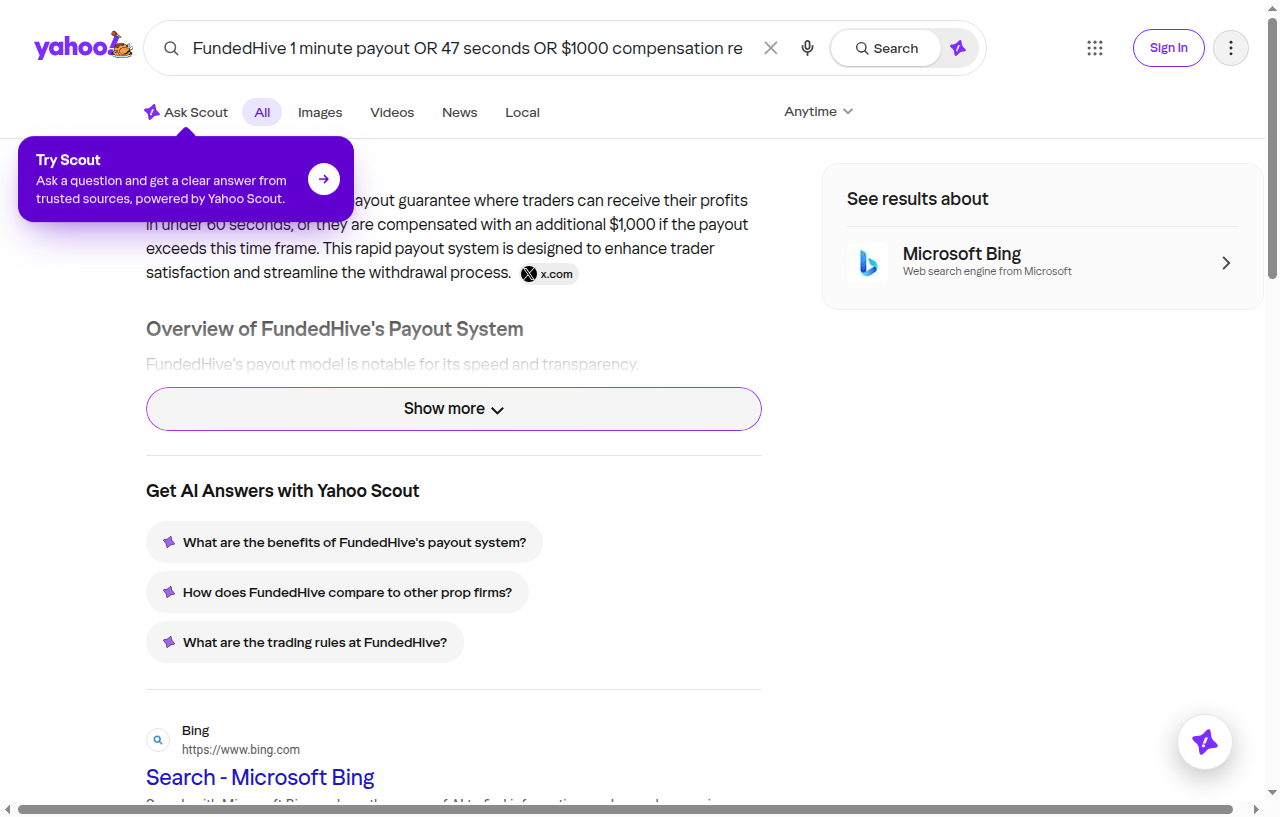 yahoo!
FundedHive 1 minute payout OR 47 seconds OR $1000 compensation re
Search
Sign In
Ask Scout
All
Images
Videos
News
Local
Anytime
Try Scout
Ask a question and get a clear answer from
trusted sources, powered by Yahoo Scout.
ayout guarantee where traders can receive their profits
in under 60 seconds, or they are compensated with an additional $1,000 if the payout
exceeds this time frame. This rapid payout system is designed to enhance trader
satisfaction and streamline the withdrawal process. x.com
Overview of FundedHive's Payout System
FundedHive's payout model is notable for its speed and transparency.
Show more
Get AI Answers with Yahoo Scout
What are the benefits of FundedHive's payout system?
How does FundedHive compare to other prop firms?
What are the trading rules at FundedHive?
Bing
https://www.bing.com
Search - Microsoft Bing
See results about
Microsoft Bing
Web search engine from Microsoft